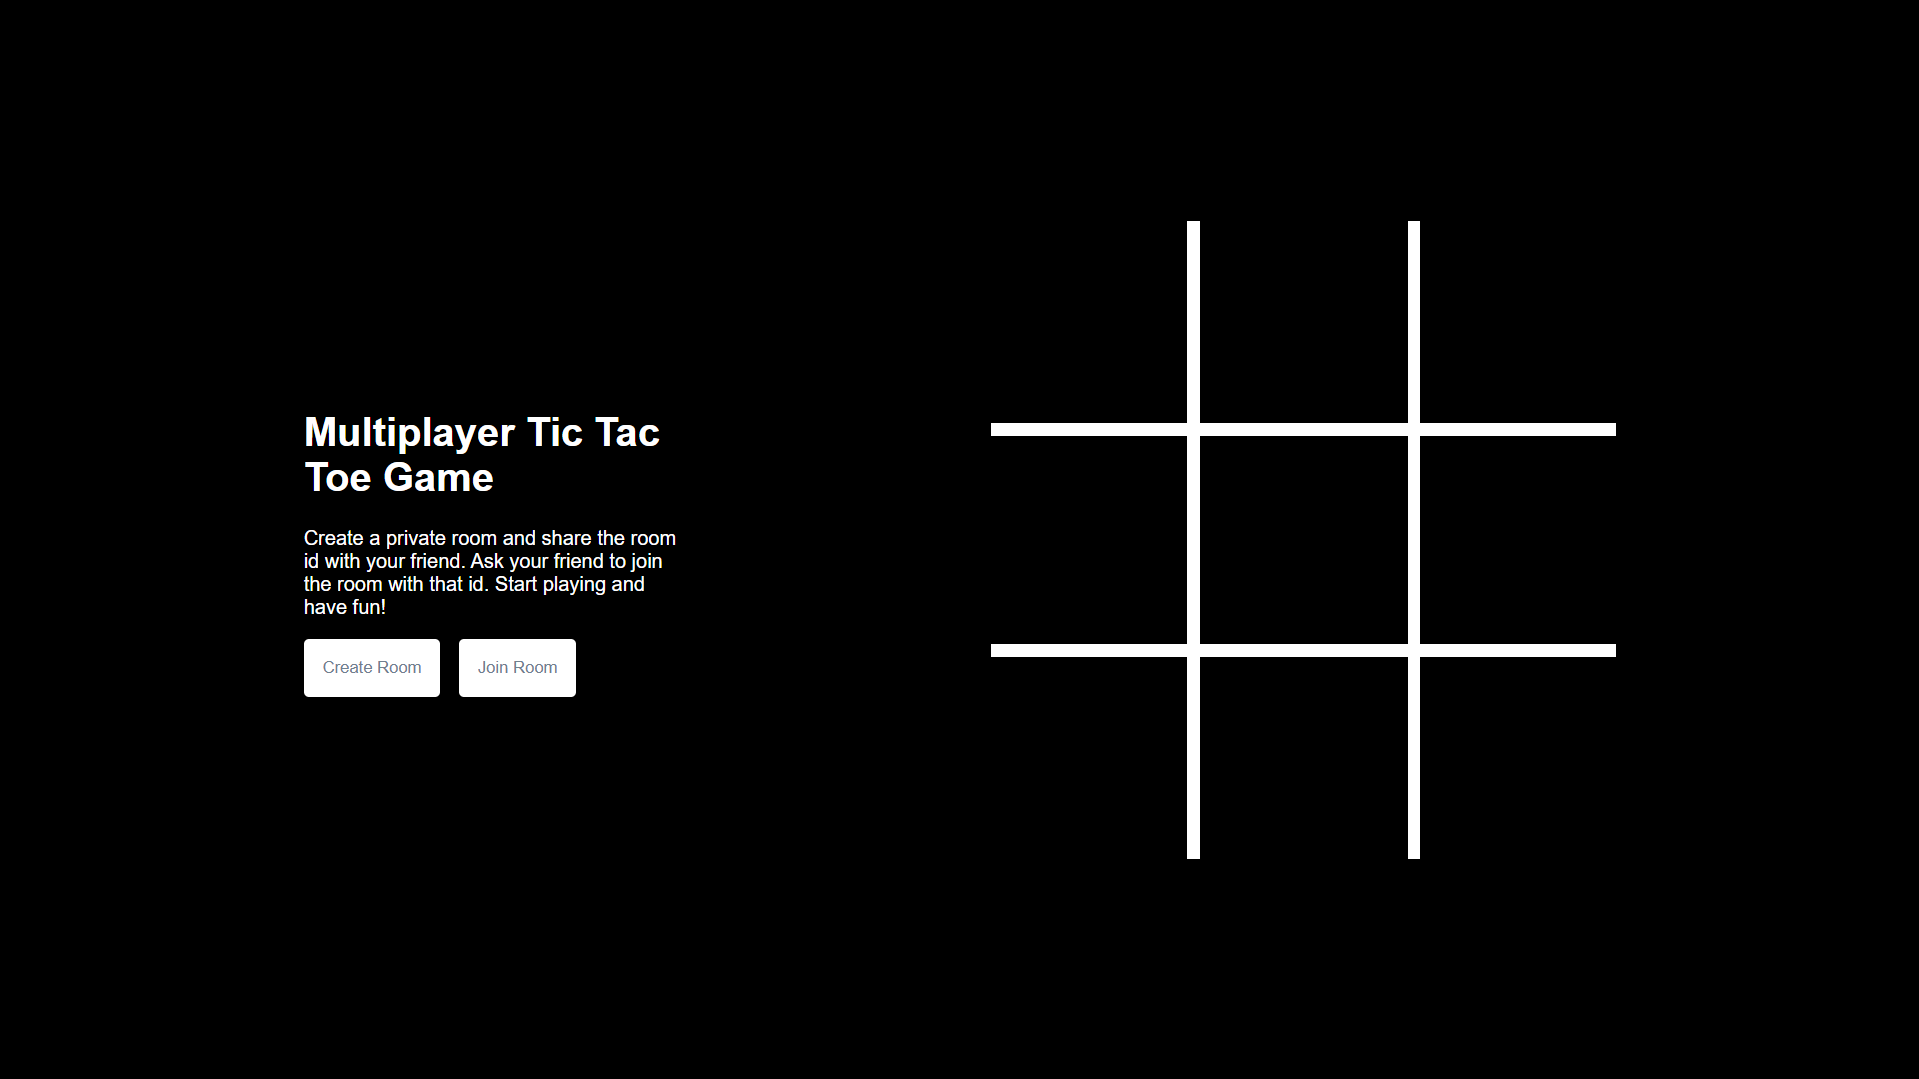 Multiplayer Tic Tac
Toe Game
Create a private room and share the room
id with your friend. Ask your friend to join
the room with that id. Start playing and
have fun!
Create Room
Join Room